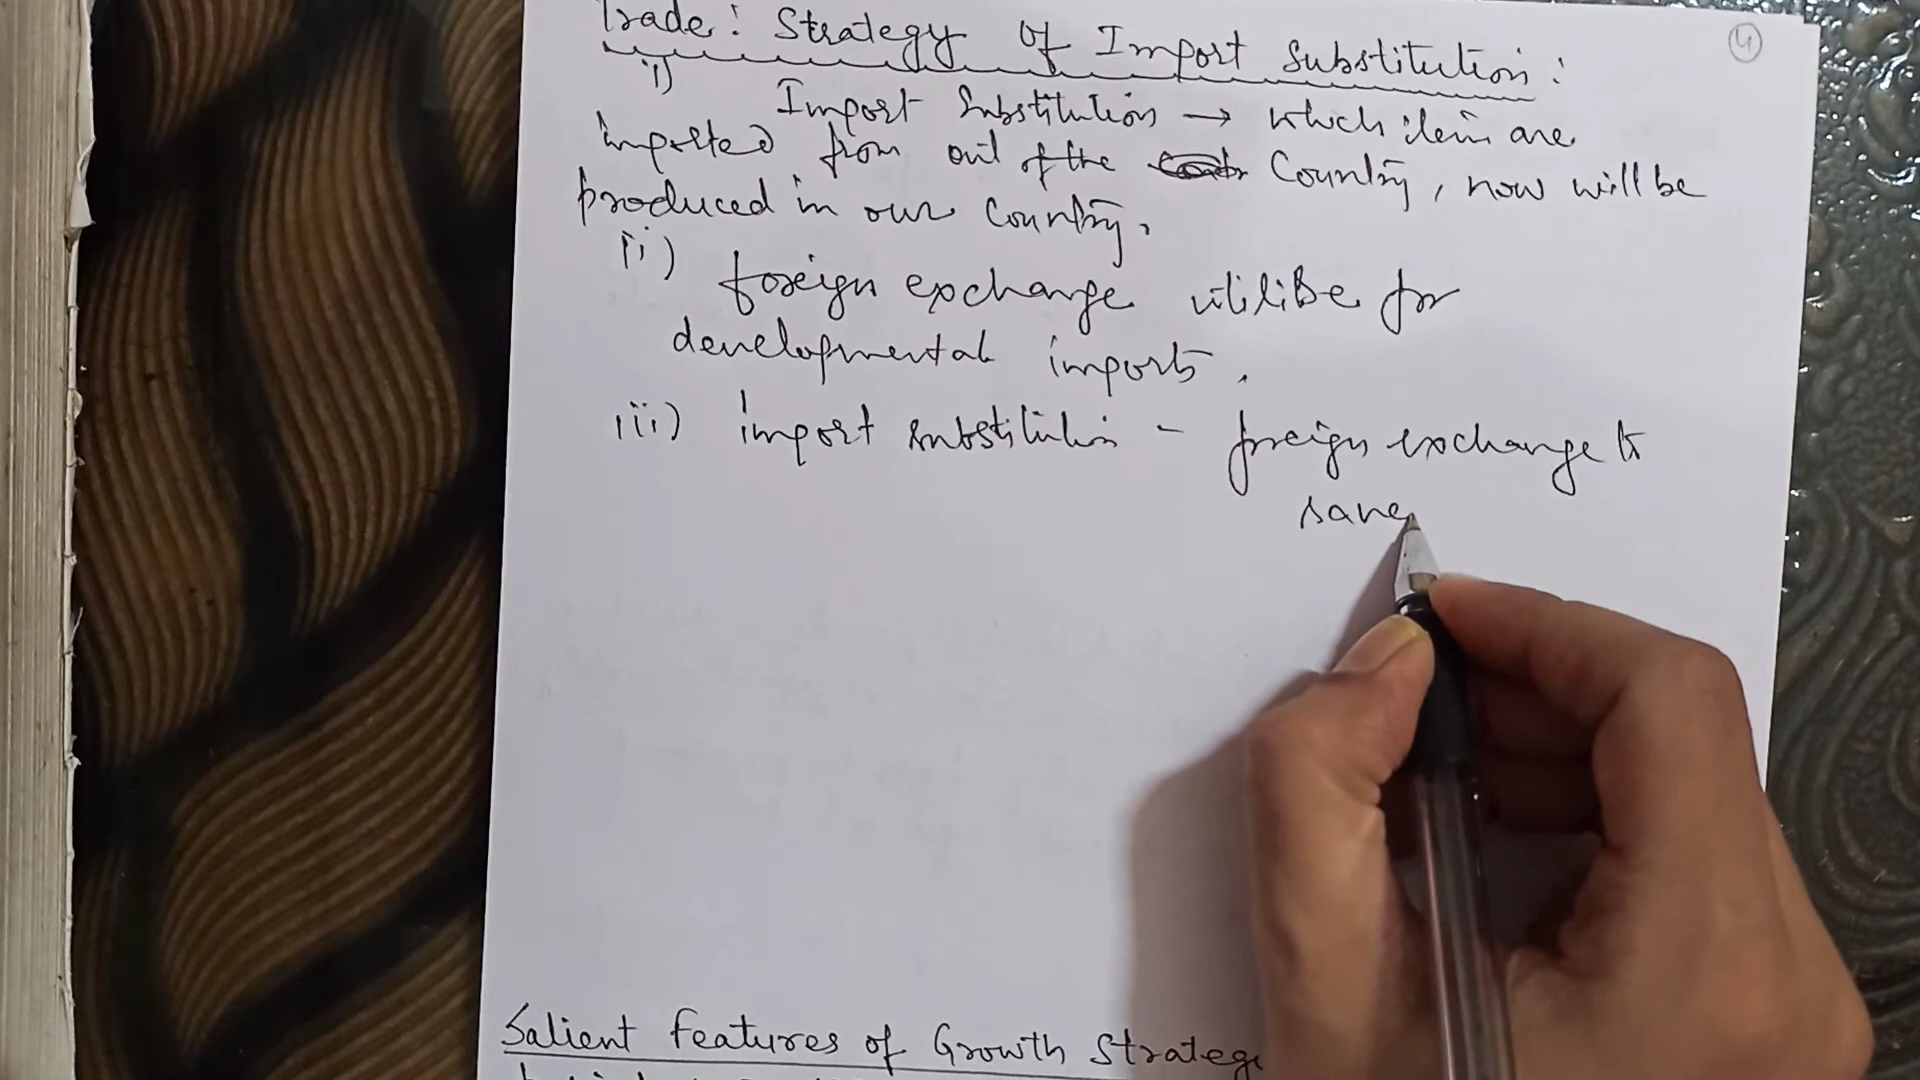 Trade: Strategy of Import Substitution:
4
i) Import Substitution → which item are
imported from out of the Country, now will be
produced in our Country.
ii) foreign exchange utilise for
developmental imports.
iii) import substitution - foreign exchange to
save
Salient features of Growth Strateg